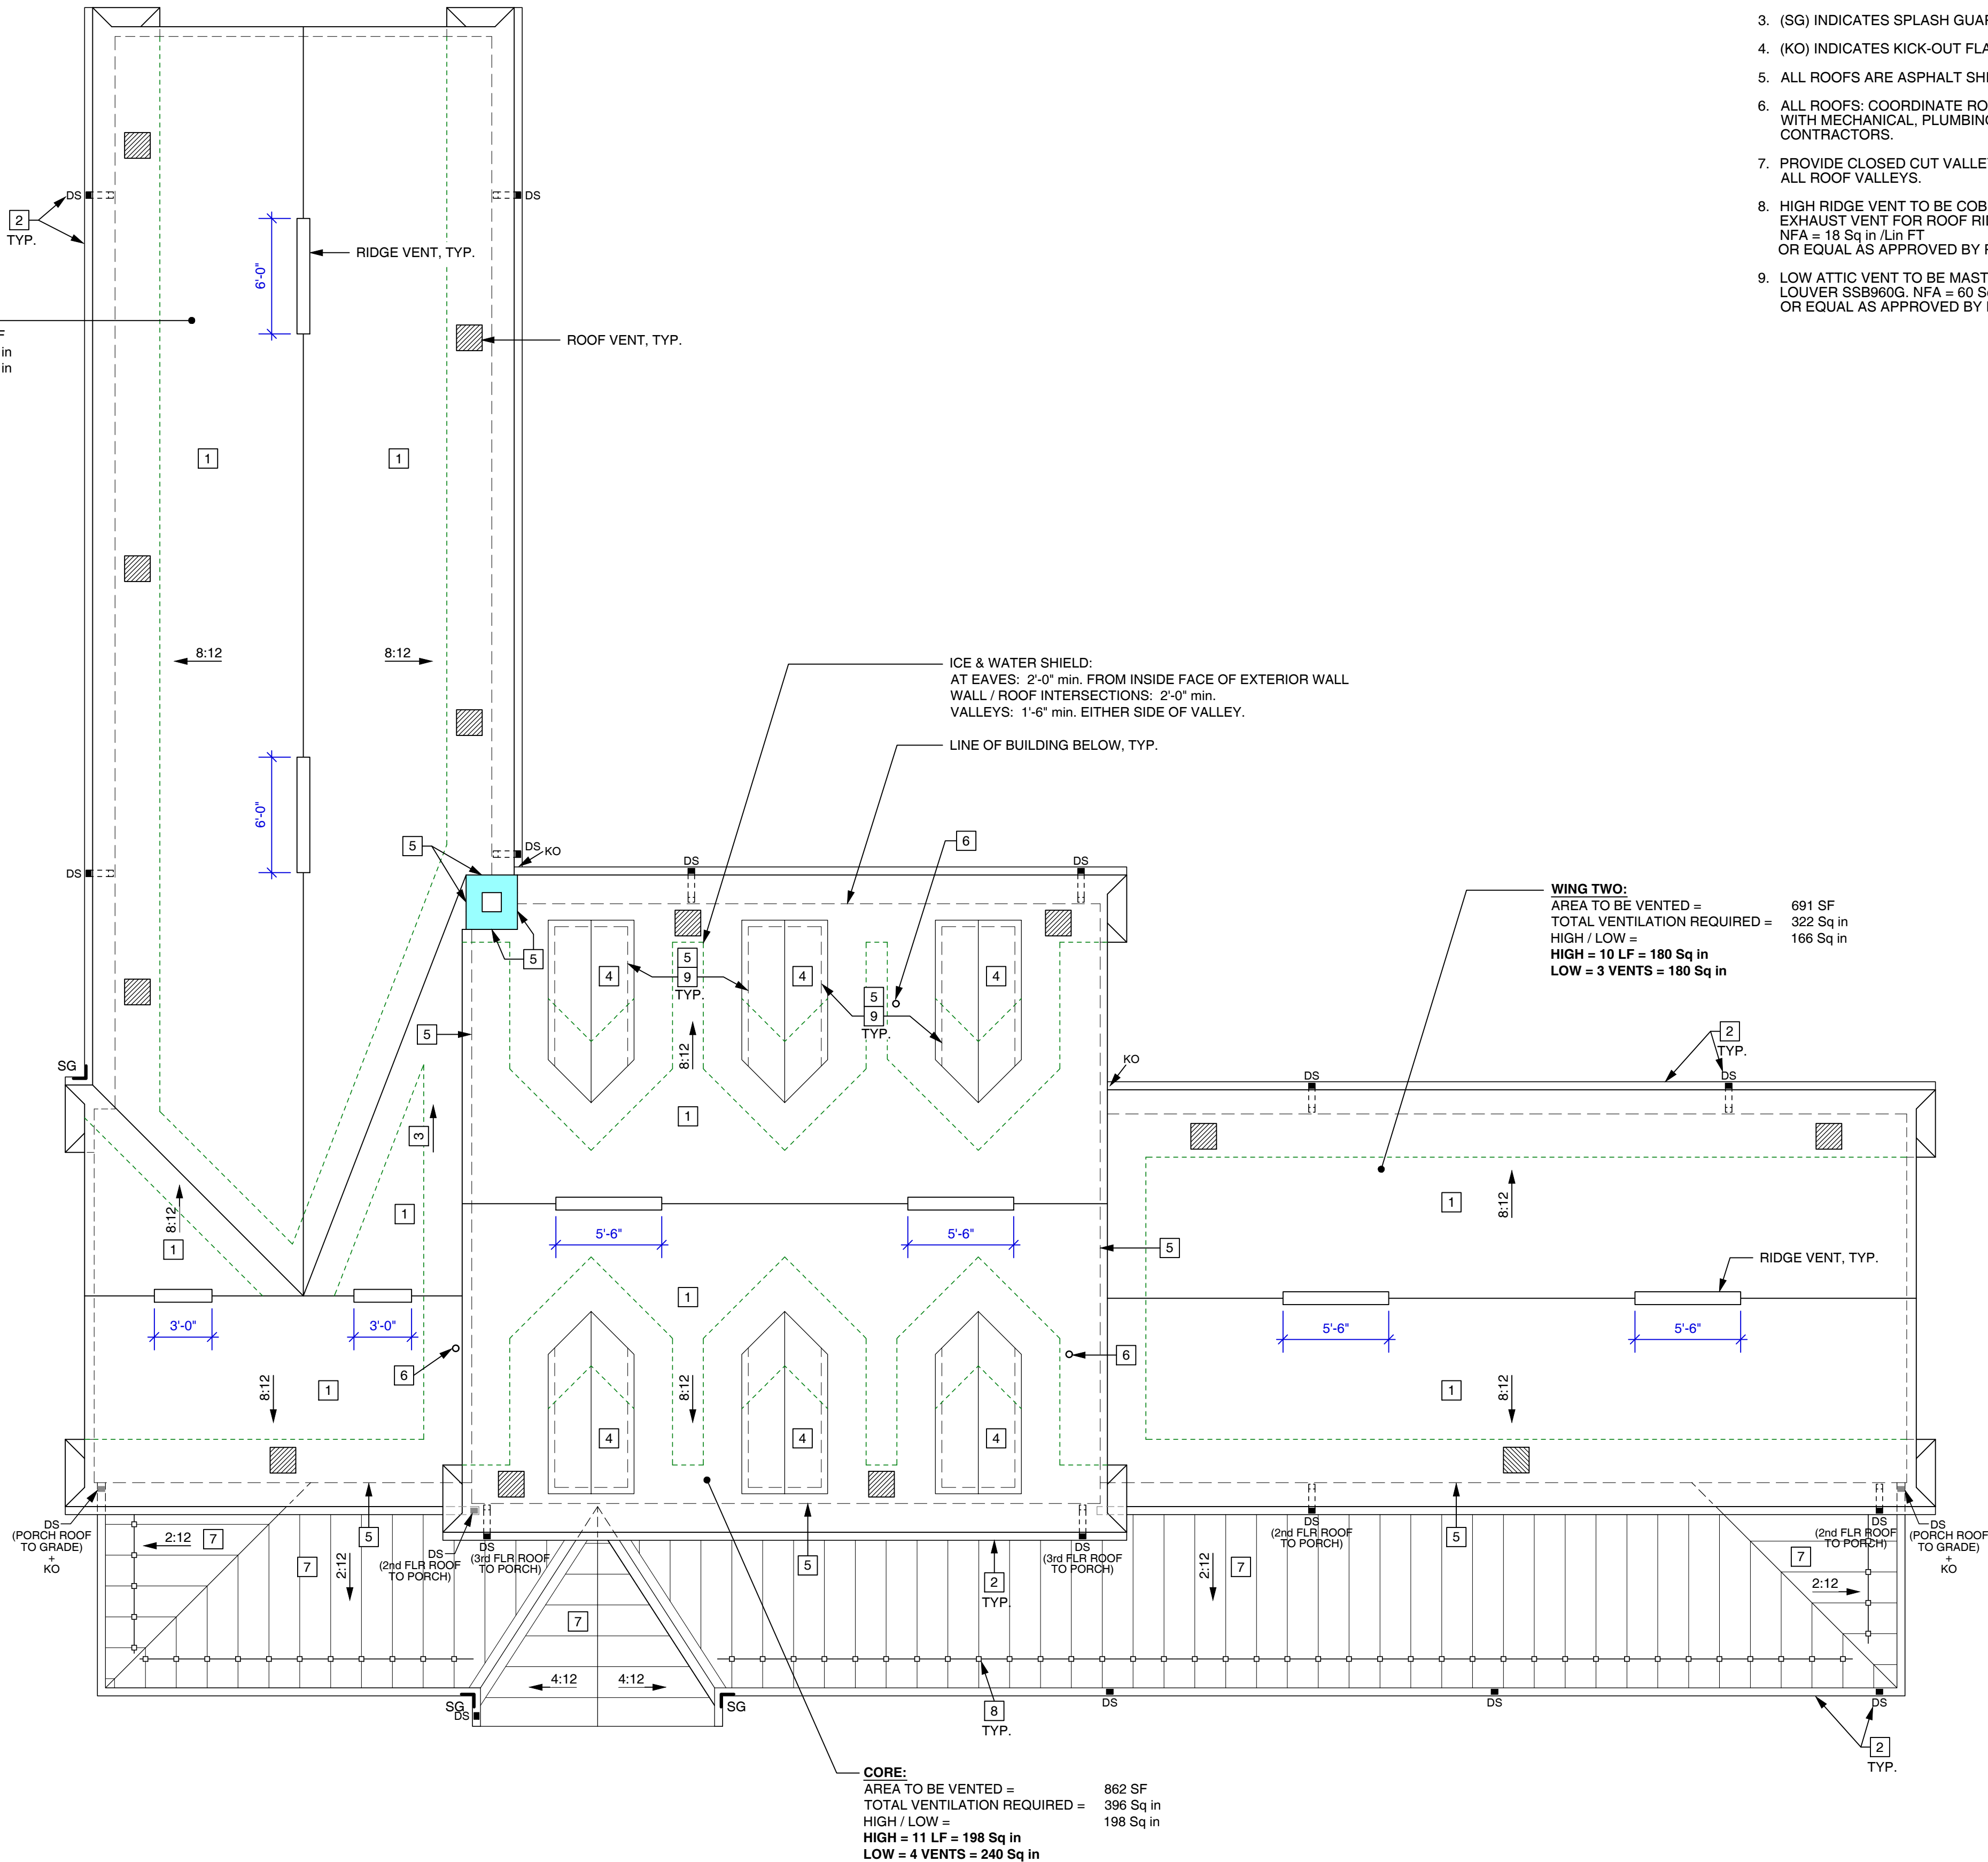 3. (SG) INDICATES SPLASH GUAR
4. (KO) INDICATES KICK-OUT FLA
5. ALL ROOFS ARE ASPHALT SHI
6. ALL ROOFS: COORDINATE RO
WITH MECHANICAL, PLUMBING
CONTRACTORS.
7. PROVIDE CLOSED CUT VALLEY
ALL ROOF VALLEYS.
8. HIGH RIDGE VENT TO BE COB
EXHAUST VENT FOR ROOF RI
NFA = 18 Sq in /Lin FT
OR EQUAL AS APPROVED BY
9. LOW ATTIC VENT TO BE MAST
LOUVER SSB960G. NFA = 60 S
OR EQUAL AS APPROVED BY
DS
DS
2
TYP.
6'-0"
RIDGE VENT, TYP.
F
in
in
ROOF VENT, TYP.
1
1
8:12
8:12
ICE & WATER SHIELD:
AT EAVES: 2'-0" min. FROM INSIDE FACE OF EXTERIOR WALL
WALL / ROOF INTERSECTIONS: 2'-0" min.
VALLEYS: 1'-6" min. EITHER SIDE OF VALLEY.
LINE OF BUILDING BELOW, TYP.
6'-0"
5
DS
KO
6
DS
DS
DS
WING TWO:
AREA TO BE VENTED = 691 SF
TOTAL VENTILATION REQUIRED = 322 Sq in
HIGH / LOW = 166 Sq in
HIGH = 10 LF = 180 Sq in
LOW = 3 VENTS = 180 Sq in
5
4
5
9
TYP.
4
5
9
TYP.
4
5
8:12
2
TYP.
SG
KO
DS
DS
1
3
8:12
1
1
1
8:12
5'-6"
5'-6"
5
RIDGE VENT, TYP.
1
3'-0"
3'-0"
5'-6"
5'-6"
6
6
8:12
1
8:12
1
8:12
4
4
4
DS
(PORCH ROOF
TO GRADE)
+
KO
2:12
7
7
2:12
5
DS
(2nd FLR ROOF
TO PORCH)
DS
(3rd FLR ROOF
TO PORCH)
5
DS
(3rd FLR ROOF
TO PORCH)
2
TYP.
2:12
7
DS
(2nd FLR ROOF
TO PORCH)
5
DS
(2nd FLR ROOF
TO PORCH)
7
2:12
DS
(PORCH ROOF
TO GRADE)
+
KO
7
4:12
4:12
SG
DS
SG
8
TYP.
DS
DS
DS
2
TYP.
CORE:
AREA TO BE VENTED = 862 SF
TOTAL VENTILATION REQUIRED = 396 Sq in
HIGH / LOW = 198 Sq in
HIGH = 11 LF = 198 Sq in
LOW = 4 VENTS = 240 Sq in